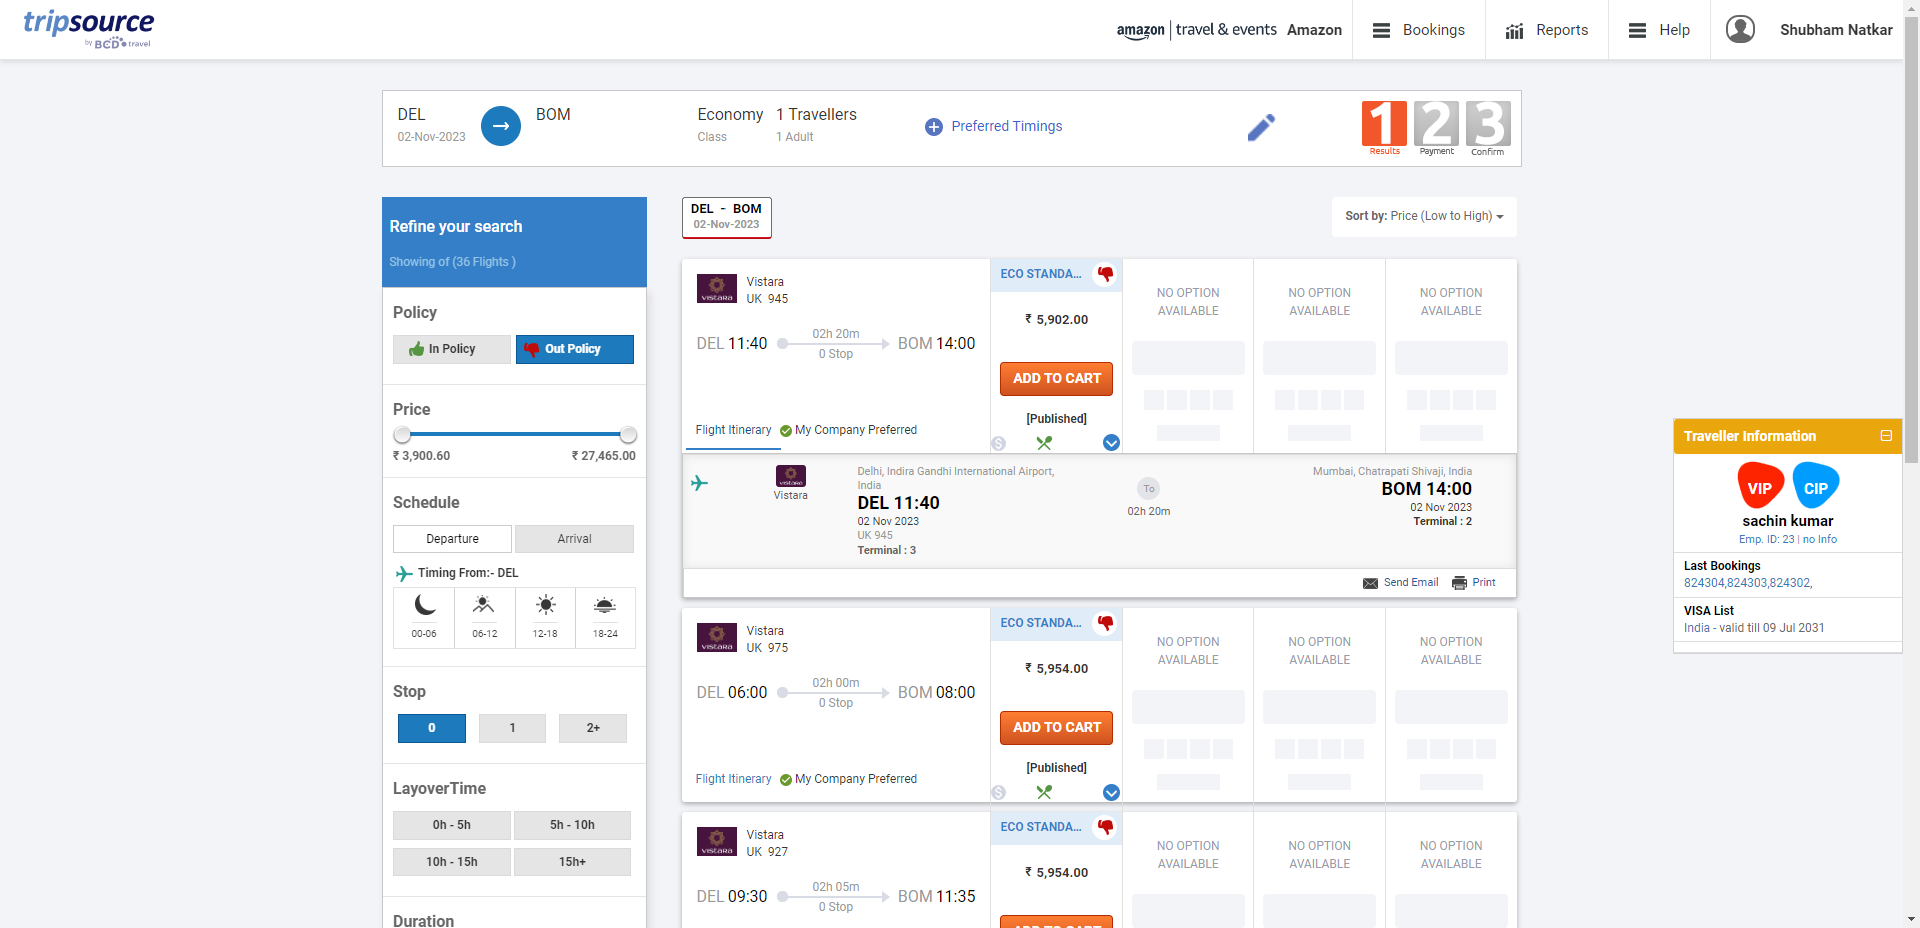 tripsource
by BCD travel
amazon | travel & events Amazon
Bookings
Reports
Help
Shubham Natkar
DEL
02-Nov-2023
BOM
Economy
Class
1 Travellers
1 Adult
Preferred Timings
1 2 3
Results Payment Confirm
Refine your search
Showing of (36 Flights )
Policy
In Policy
Out Policy
Price
₹ 3,900.60
₹ 27,465.00
Schedule
Departure
Arrival
Timing From:- DEL
00-06
06-12
12-18
18-24
Stop
0
1
2+
LayoverTime
0h - 5h
5h - 10h
10h - 15h
15h+
Duration
DEL - BOM
02-Nov-2023
Sort by: Price (Low to High)
VISTARA
Vistara
UK 945
DEL 11:40
02h 20m
0 Stop
BOM 14:00
Flight Itinerary
My Company Preferred
ECO STANDA...
₹ 5,902.00
ADD TO CART
[Published]
$
NO OPTION
AVAILABLE
NO OPTION
AVAILABLE
NO OPTION
AVAILABLE
VISTARA
Vistara
Delhi, Indira Gandhi International Airport,
India
DEL 11:40
02 Nov 2023
UK 945
Terminal : 3
To
02h 20m
Mumbai, Chatrapati Shivaji, India
BOM 14:00
02 Nov 2023
Terminal : 2
Send Email
Print
VISTARA
Vistara
UK 975
DEL 06:00
02h 00m
0 Stop
BOM 08:00
Flight Itinerary
My Company Preferred
ECO STANDA...
₹ 5,954.00
ADD TO CART
[Published]
$
NO OPTION
AVAILABLE
NO OPTION
AVAILABLE
NO OPTION
AVAILABLE
VISTARA
Vistara
UK 927
DEL 09:30
02h 05m
0 Stop
BOM 11:35
ECO STANDA...
₹ 5,954.00
ADD TO CART
NO OPTION
AVAILABLE
NO OPTION
AVAILABLE
NO OPTION
AVAILABLE
Traveller Information
VIP
CIP
sachin kumar
Emp. ID: 23 | no Info
Last Bookings
824304,824303,824302,
VISA List
India - valid till 09 Jul 2031